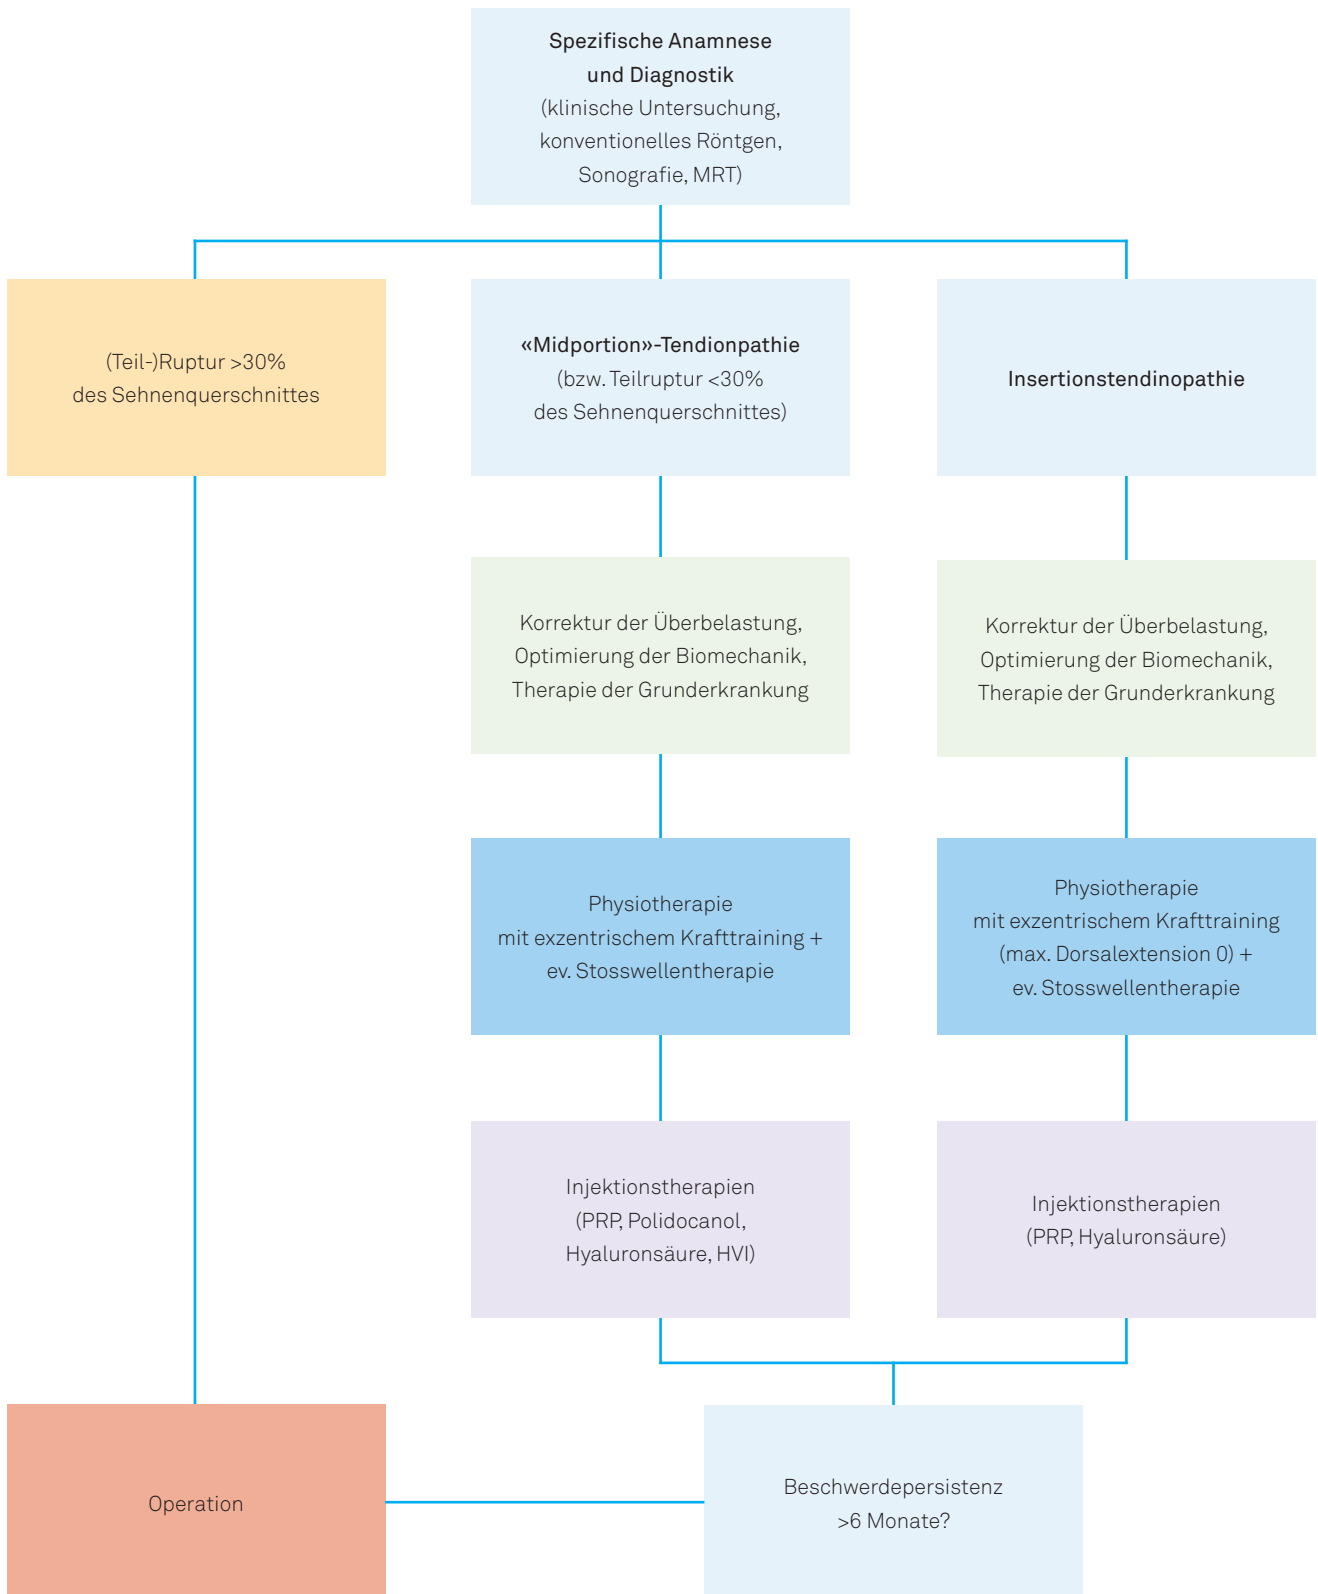 Spezifische Anamnese
und Diagnostik
(klinische Untersuchung,
konventionelles Röntgen,
Sonografie, MRT)
(Teil-)Ruptur >30%
des Sehnenquerschnittes
«Midportion»-Tendionpathie
(bzw. Teilruptur <30%
des Sehnenquerschnittes)
Insertionstendinopathie
Korrektur der Überbelastung,
Optimierung der Biomechanik,
Therapie der Grunderkrankung
Korrektur der Überbelastung,
Optimierung der Biomechanik,
Therapie der Grunderkrankung
Physiotherapie
mit exzentrischem Krafttraining +
ev. Stosswellentherapie
Physiotherapie
mit exzentrischem Krafttraining
(max. Dorsalextension 0) +
ev. Stosswellentherapie
Injektionstherapien
(PRP, Polidocanol,
Hyaluronsäure, HVI)
Injektionstherapien
(PRP, Hyaluronsäure)
Operation
Beschwerdepersistenz
>6 Monate?